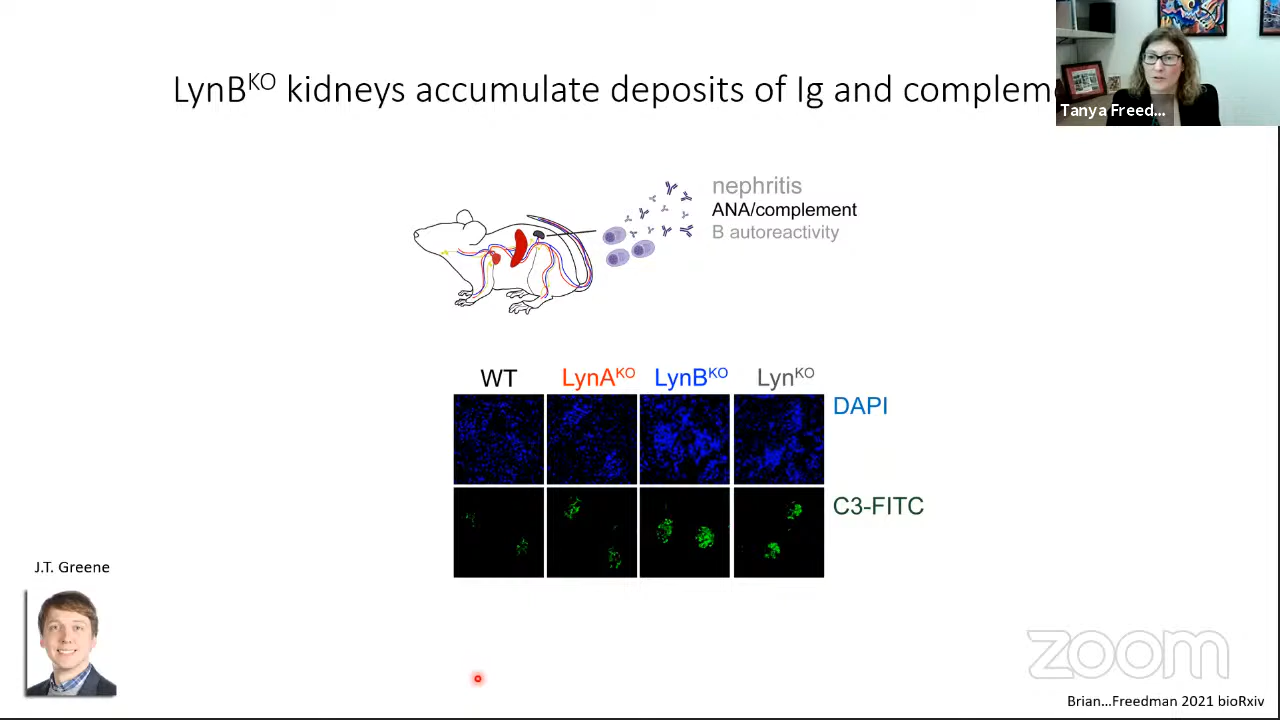 LynBKO kidneys accumulate deposits of Ig and complem
Tanya Freed...
nephritis
ANA/complement
B autoreactivity
WT LynAKO LynBKO LynKO
DAPI
C3-FITC
J.T. Greene
zoom
Brian...Freedman 2021 bioRxiv